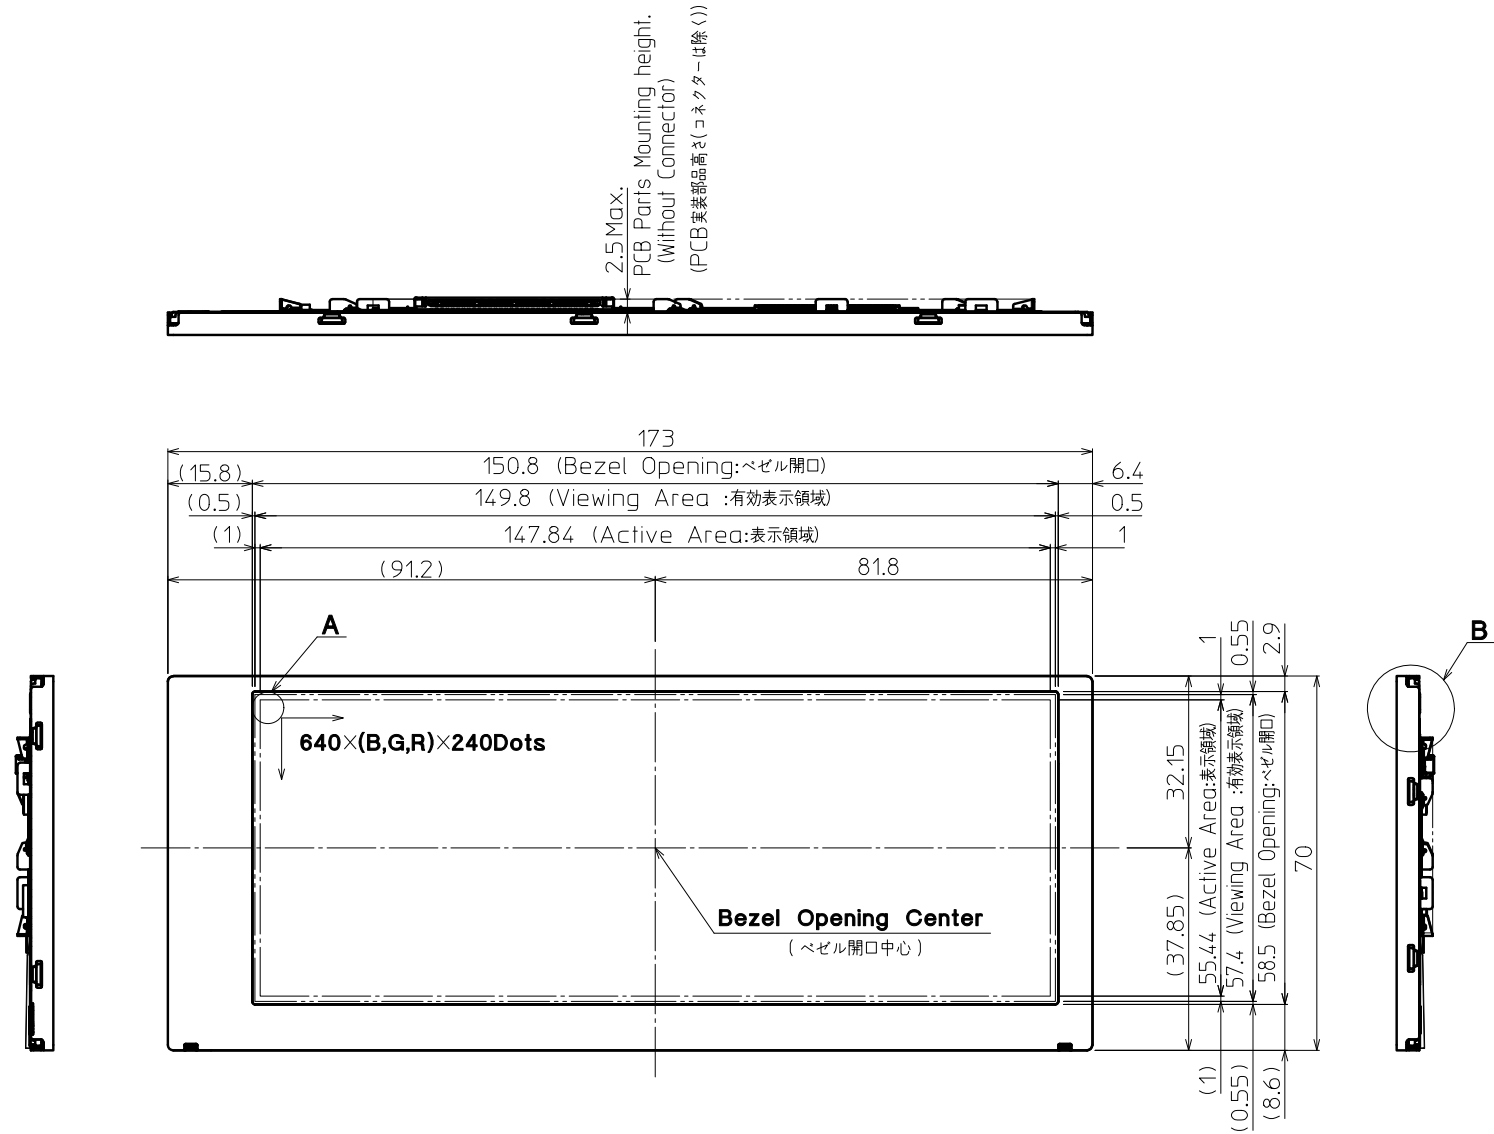 2.5Max.
PCB Parts Mounting height.
(Without Connector)
(PCB実装部品高さ(コネクターは除く))
173
150.8 (Bezel Opening:ベゼル開口)
(15.8)
6.4
149.8 (Viewing Area :有効表示領域)
(0.5)
0.5
147.84 (Active Area:表示領域)
(1)
1
(91.2)
81.8
A
B
1
0.55
2.9
640×(B,G,R)×240Dots
32.15
(37.85)
55.44 (Active Area:表示領域)
57.4 (Viewing Area :有効表示領域)
58.5 (Bezel Opening:ベゼル開口)
70
Bezel Opening Center
(ベゼル開口中心)
(1)
(0.55)
(8.6)